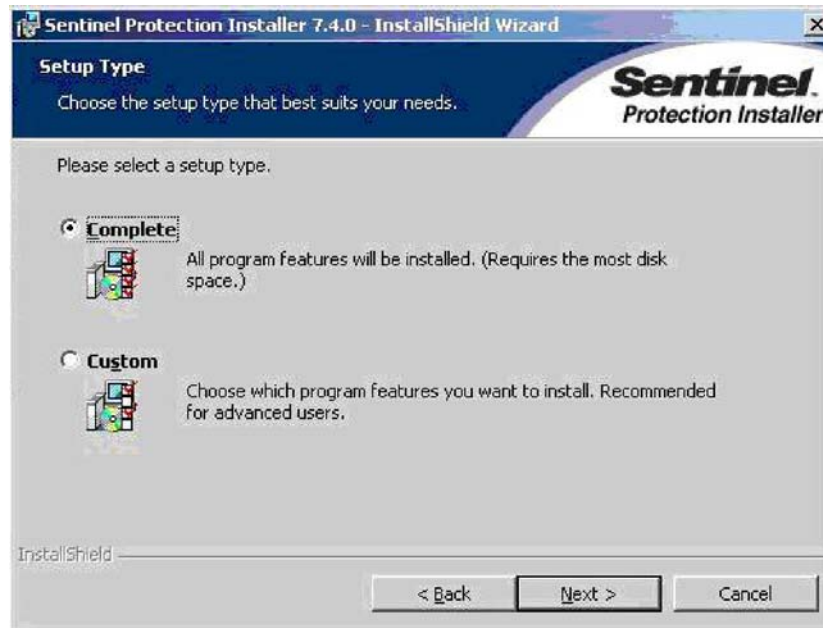 Sentinel Protection Installer 7.4.0 - InstallShield Wizard
Setup Type
Choose the setup type that best suits your needs.
Sentinel.
Protection Installer
Please select a setup type.
Complete
All program features will be installed. (Requires the most disk
space.)
Custom
Choose which program features you want to install. Recommended
for advanced users.
InstallShield
< Back
Next >
Cancel